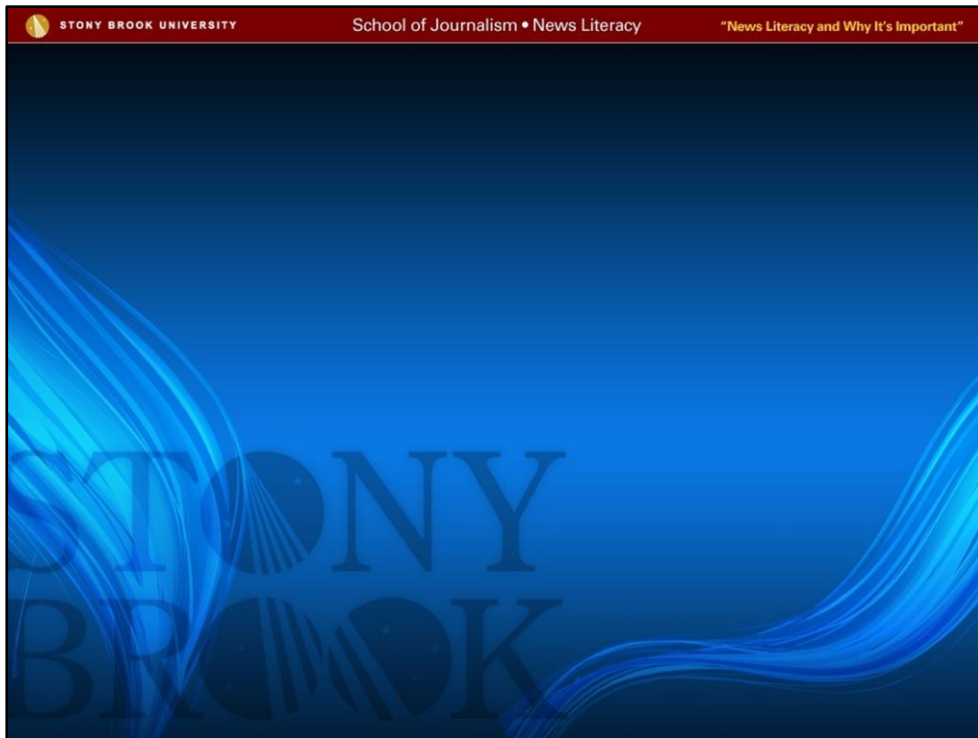 STONY BROOK UNIVERSITY
School of Journalism • News Literacy
"News Literacy and Why It's Important"
STONY
BROOK